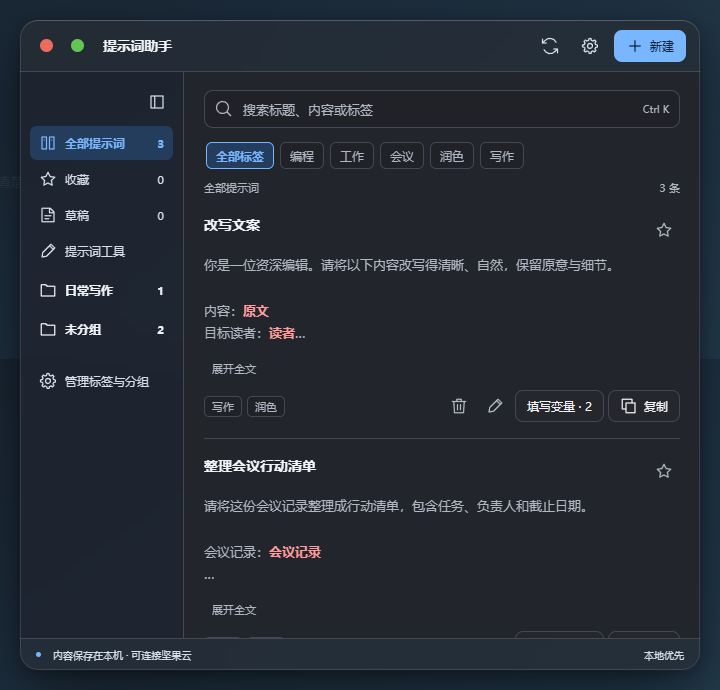 提示词助手
新建
搜索标题、内容或标签
Ctrl K
全部提示词 3
收藏 0
草稿 0
提示词工具
日常写作 1
未分组 2
管理标签与分组
全部标签 编程 工作 会议 润色 写作
全部提示词 3 条
改写文案
你是一位资深编辑。请将以下内容改写得清晰、自然，保留原意与细节。
内容：原文
目标读者：读者...
展开全文
写作 润色 填写变量 · 2 复制
整理会议行动清单
请将这份会议记录整理成行动清单，包含任务、负责人和截止日期。
会议记录：会议记录
...
展开全文
内容保存在本机 · 可连接坚果云
本地优先